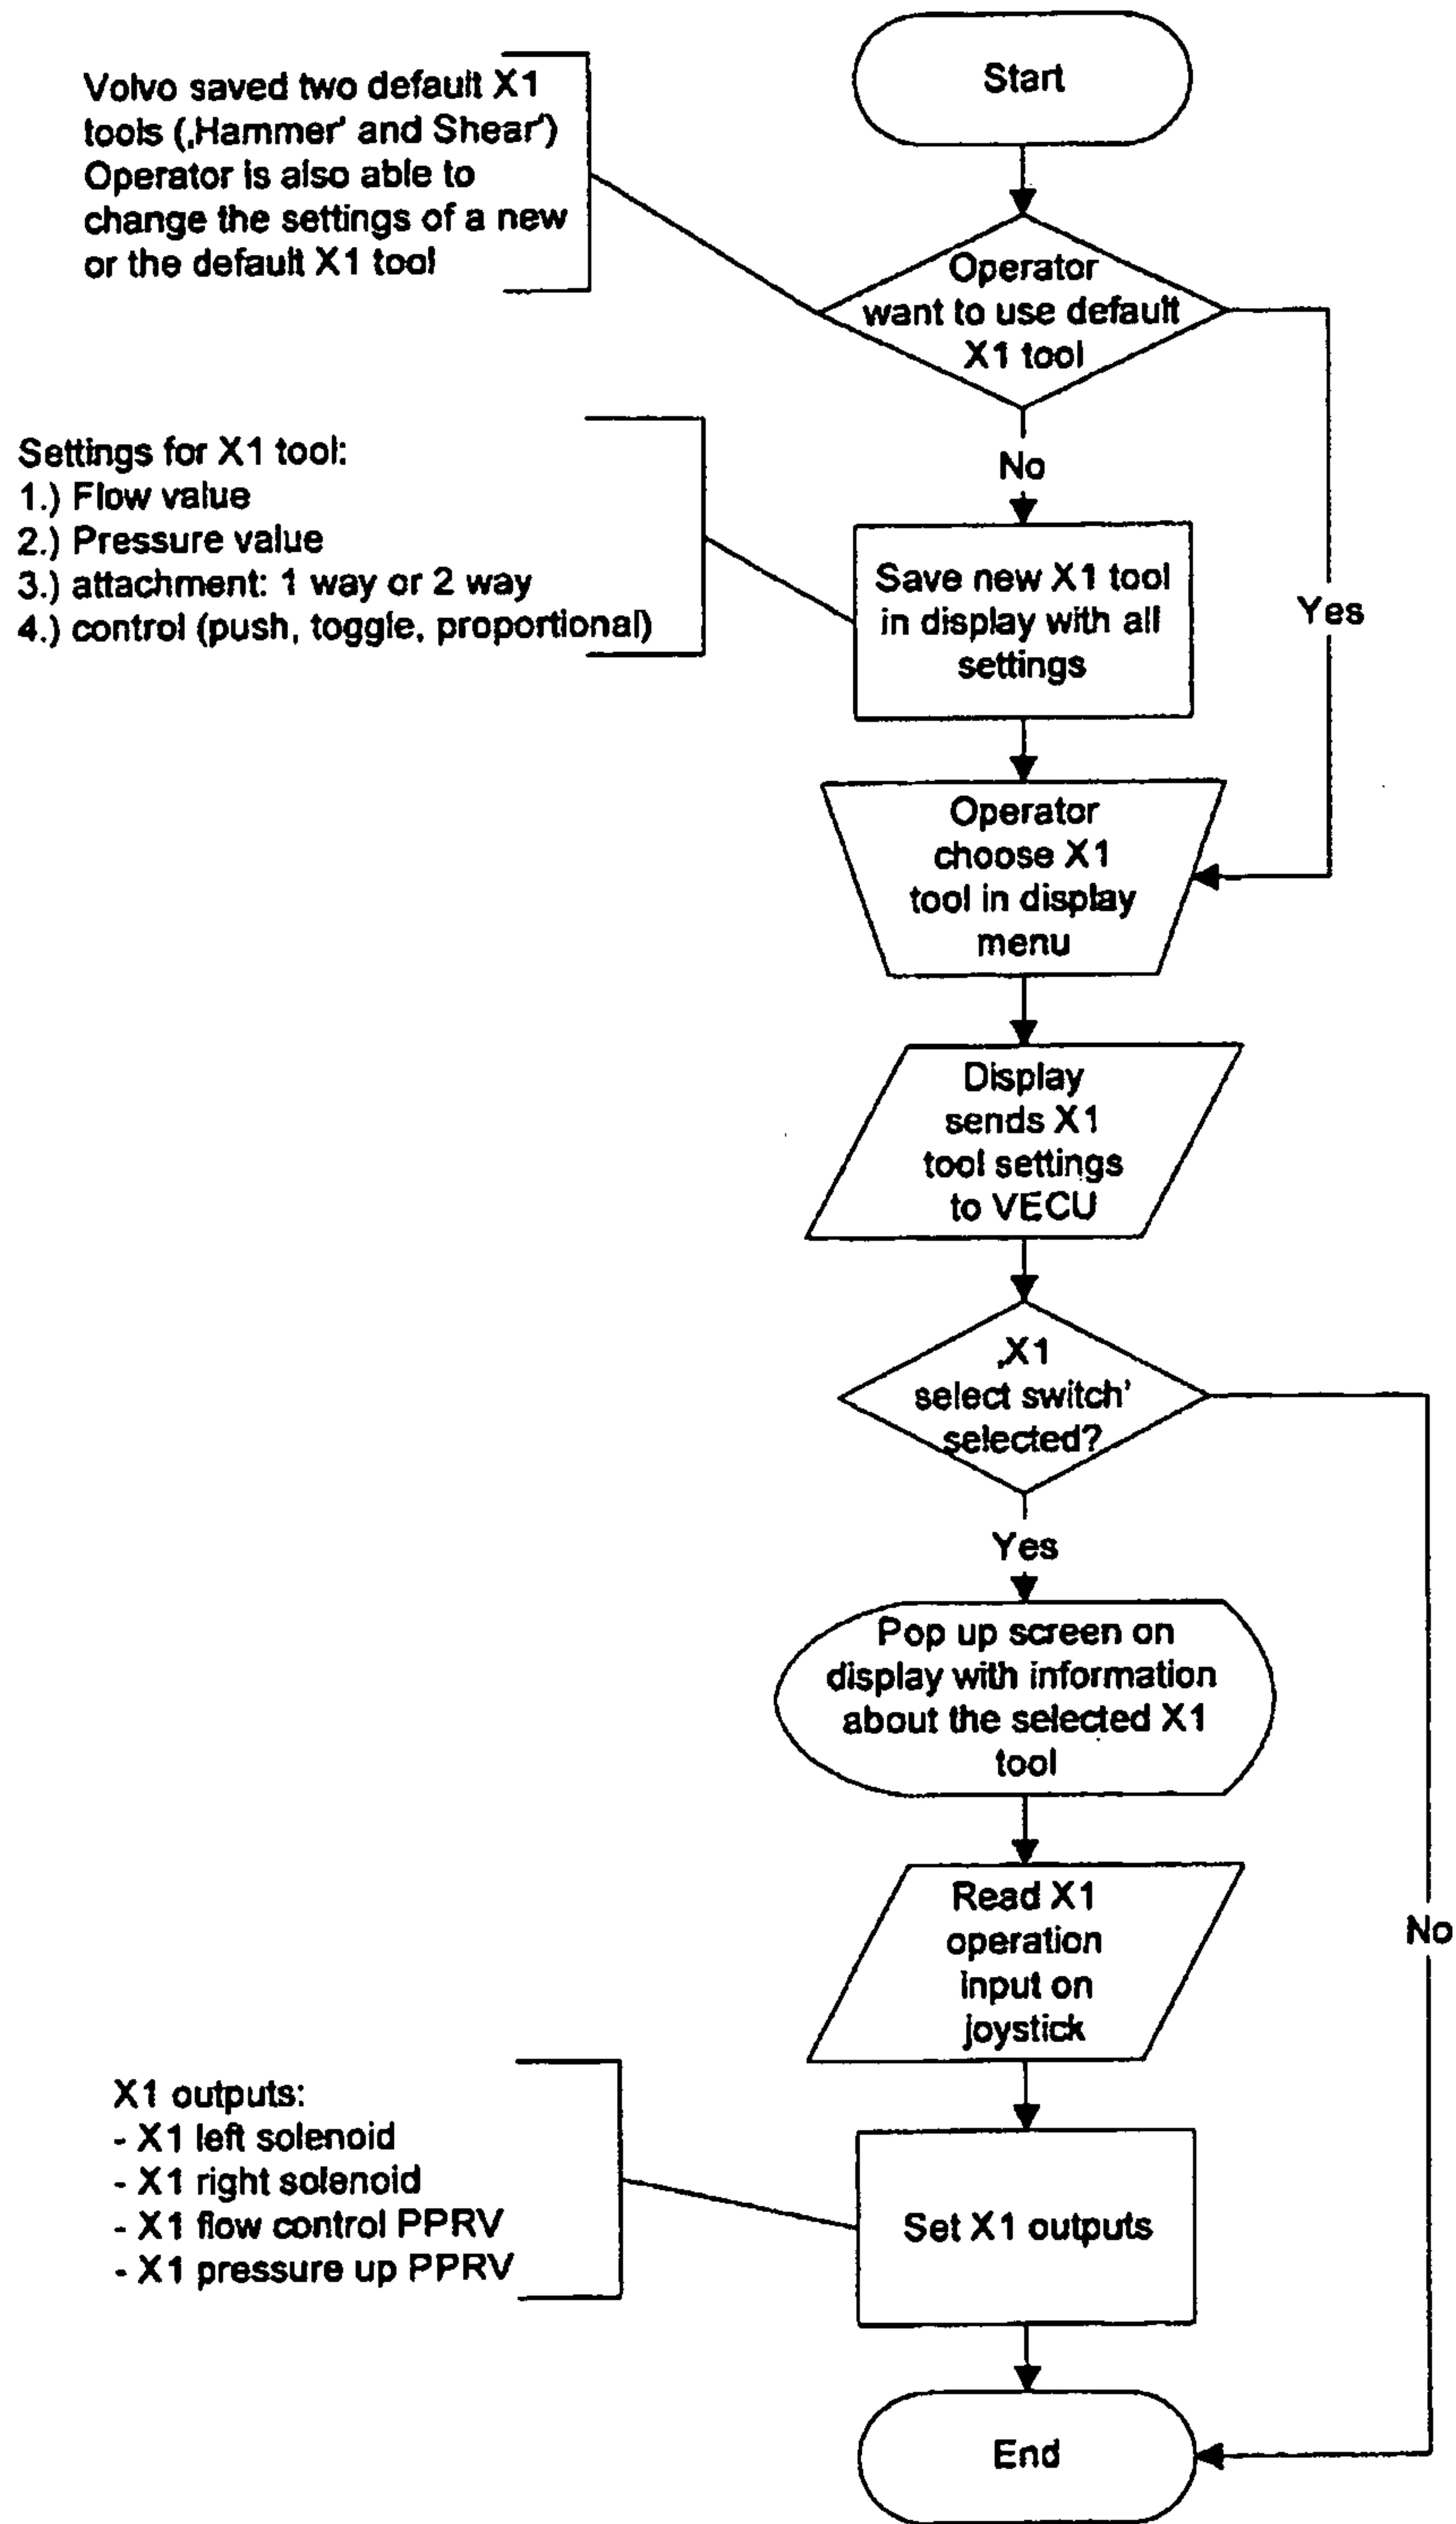 Start
Volvo saved two default X1
tools (‚Hammer' and Shear')
Operator is also able to
change the settings of a new
or the default X1 tool
Operator
want to use default
X1 tool
No
Yes
Settings for X1 tool:
1.) Flow value
2.) Pressure value
3.) attachment: 1 way or 2 way
4.) control (push, toggle, proportional)
Save new X1 tool
in display with all
settings
Operator
choose X1
tool in display
menu
Display
sends X1
tool settings
to VECU
‚X1
select switch'
selected?
Yes
No
Pop up screen on
display with information
about the selected X1
tool
Read X1
operation
input on
joystick
X1 outputs:
- X1 left solenoid
- X1 right solenoid
- X1 flow control PPRV
- X1 pressure up PPRV
Set X1 outputs
End